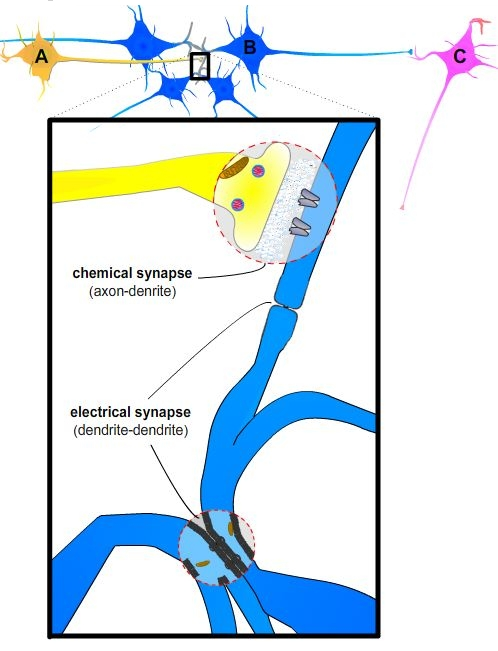 A
B
C
chemical synapse
(axon-denrite)
electrical synapse
(dendrite-dendrite)